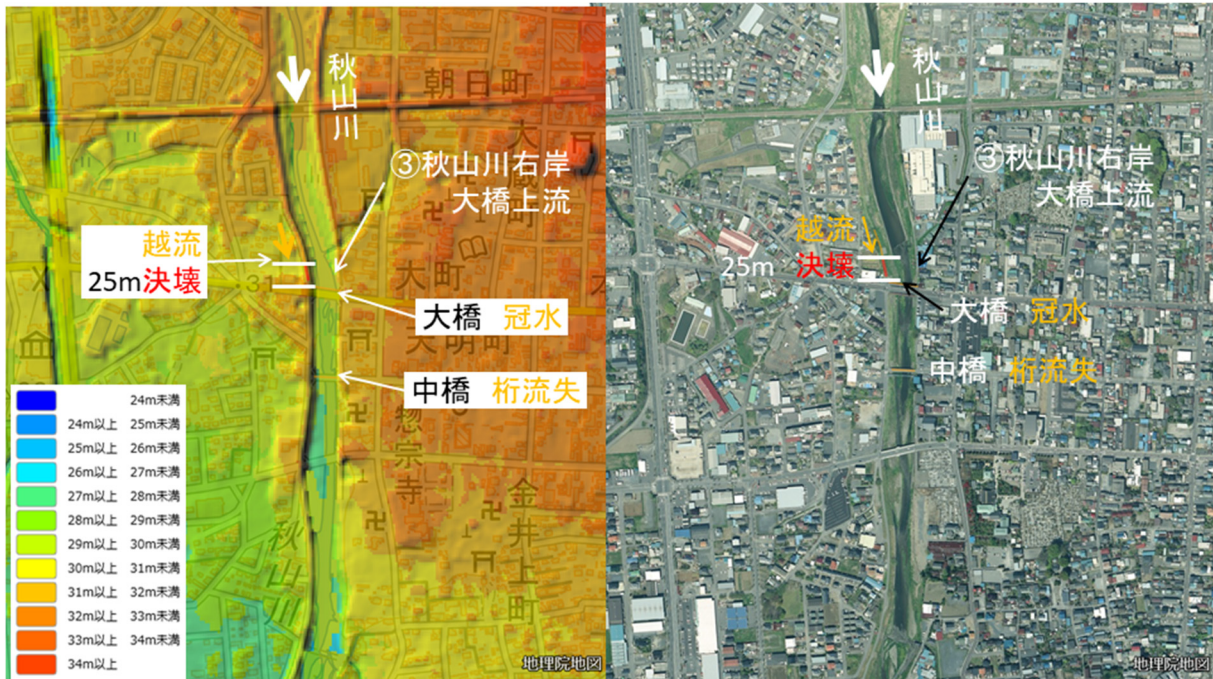 秋山川
朝日町
大蔵町
③秋山川右岸
大橋上流
越流
25m決壊
31
大町
大橋 冠水
天明町
中橋 桁流失
惣宗寺
金井上町
秋山川
24m未満
24m以上 25m未満
25m以上 26m未満
26m以上 27m未満
27m以上 28m未満
28m以上 29m未満
29m以上 30m未満
30m以上 31m未満
31m以上 32m未満
32m以上 33m未満
33m以上 34m未満
34m以上
地理院地図
秋山川
③秋山川右岸
大橋上流
越流
25m 決壊
大橋 冠水
中橋 桁流失
地理院地図